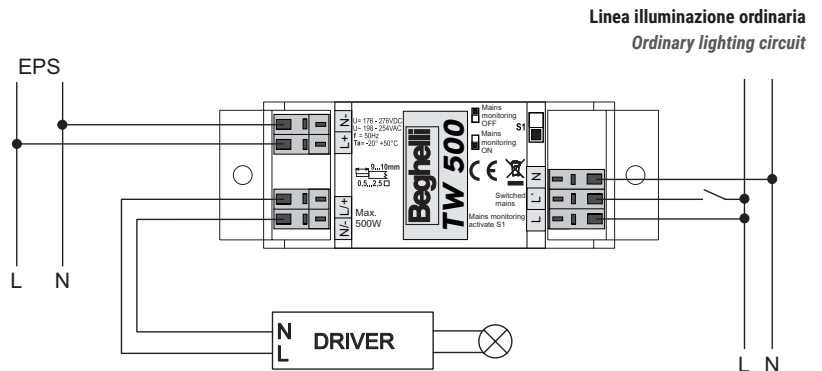 Linea illuminazione ordinaria
Ordinary lighting circuit
EPS
N-
L+
U= 176 - 276VDC
U~ 198 - 254VAC
f = 50Hz
Ta= -20° +50°C
9...10mm
0,5...2,5
L/+
N/-
Max.
500W
Beghelli
TW 500
Mains
monitoring
OFF
Mains
monitoring
ON
S1
CE
N
L'
L
Switched
mains
Mains monitoring
activate S1
L N
N
L
DRIVER
L N